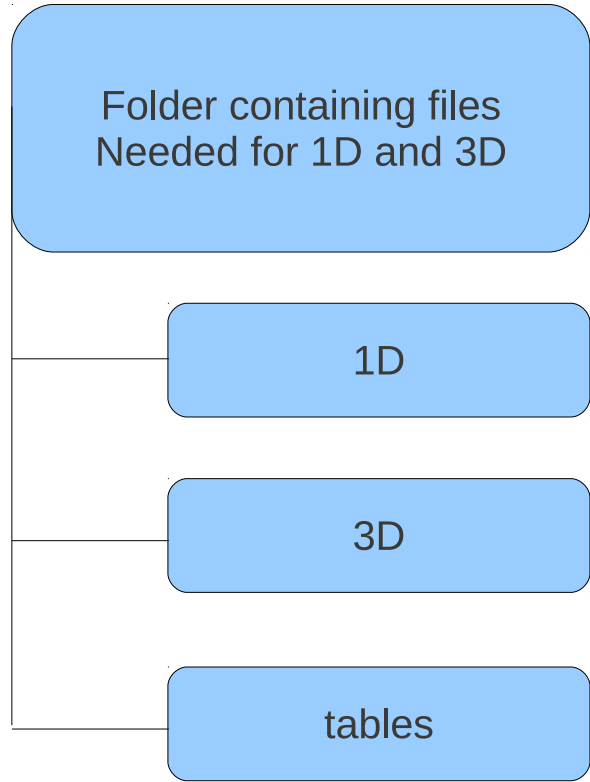 Folder containing files
Needed for 1D and 3D
1D
3D
tables